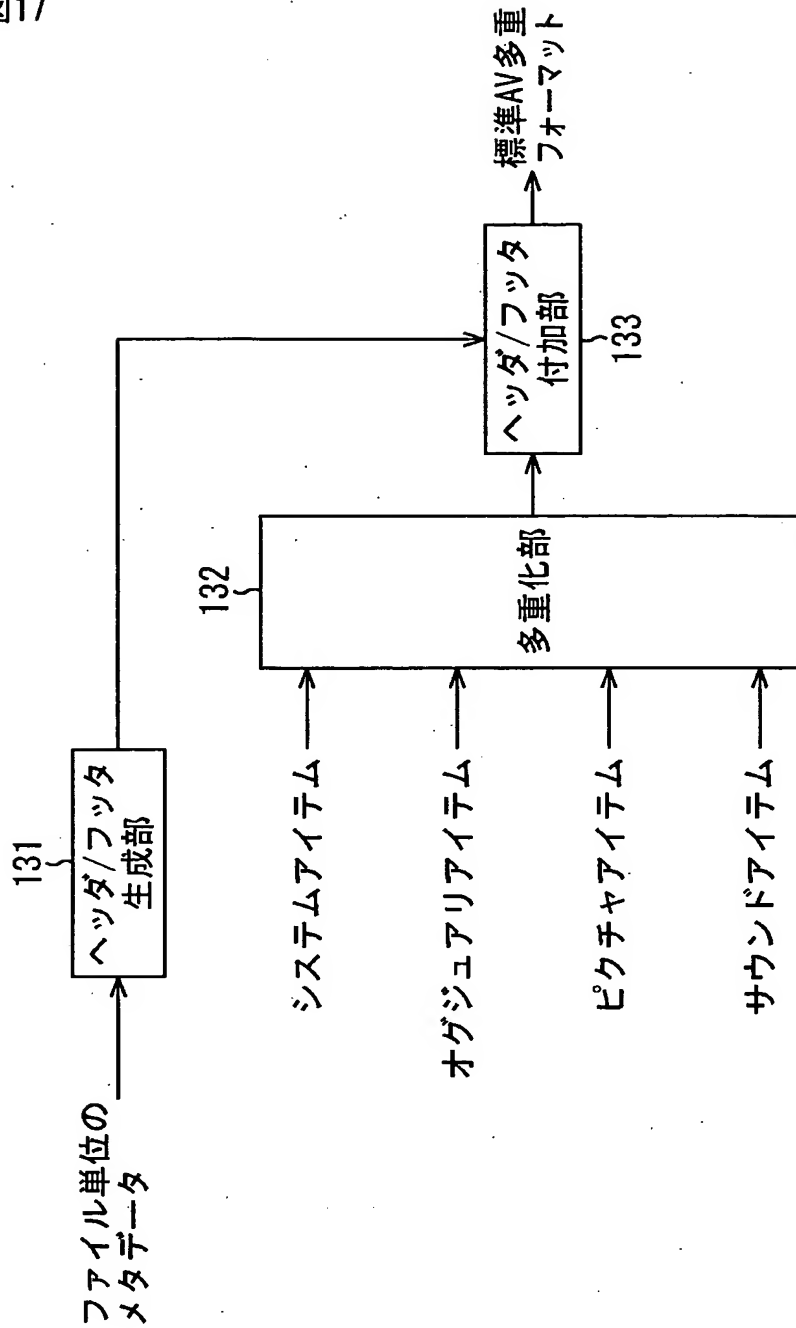 図17
ファイル単位の
メタデータ
131
ヘッダ/フッタ
生成部
システムアイテム
オグジュアリアイテム
ピクチャアイテム
サウンドアイテム
132
多重化部
ヘッダ/フッタ
付加部
133
標準AV多重
フォーマット